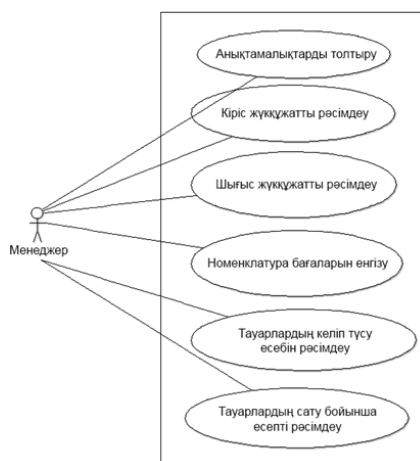 Анықтамалықтарды толтыру
Кіріс жүкқұжатты рәсімдеу
Шығыс жүкқұжатты рәсімдеу
Менеджер
Номенклатура бағаларын енгізу
Тауарлардың келіп түсу
есебін рәсімдеу
Тауарлардың сату бойынша
есепті рәсімдеу